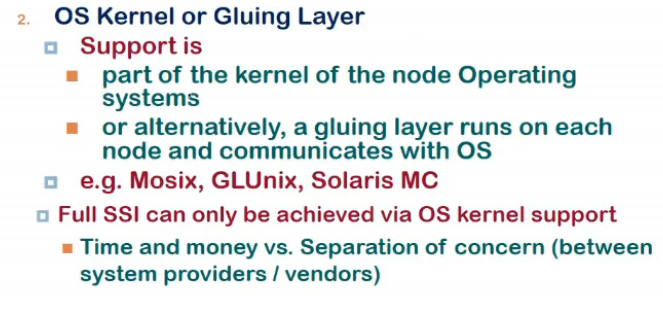 2. OS Kernel or Gluing Layer
Support is
part of the kernel of the node Operating
systems
or alternatively, a gluing layer runs on each
node and communicates with OS
e.g. Mosix, GLUnix, Solaris MC
Full SSI can only be achieved via OS kernel support
Time and money vs. Separation of concern (between
system providers / vendors)